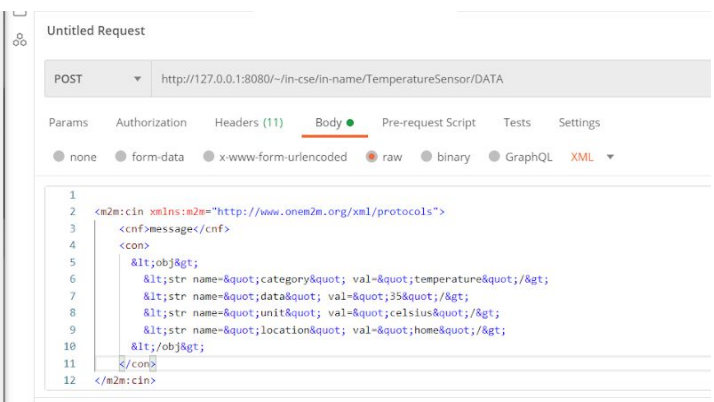 Untitled Request
POST http://127.0.0.1:8080/~/in-cse/in-name/TemperatureSensor/DATA
Params Authorization Headers (11) Body Pre-request Script Tests Settings
none form-data x-www-form-urlencoded raw binary GraphQL XML
1
2 <m2m:cin xmlns:m2m="http://www.onem2m.org/xml/protocols">
3 <cnf>message</cnf>
4 <con>
5 &lt;obj&gt;
6 &lt;str name=&quot;category&quot; val=&quot;temperature&quot;/&gt;
7 &lt;str name=&quot;data&quot; val=&quot;35&quot;/&gt;
8 &lt;str name=&quot;unit&quot; val=&quot;celsius&quot;/&gt;
9 &lt;str name=&quot;location&quot; val=&quot;home&quot;/&gt;
10 &lt;/obj&gt;
11 </con>
12 </m2m:cin>